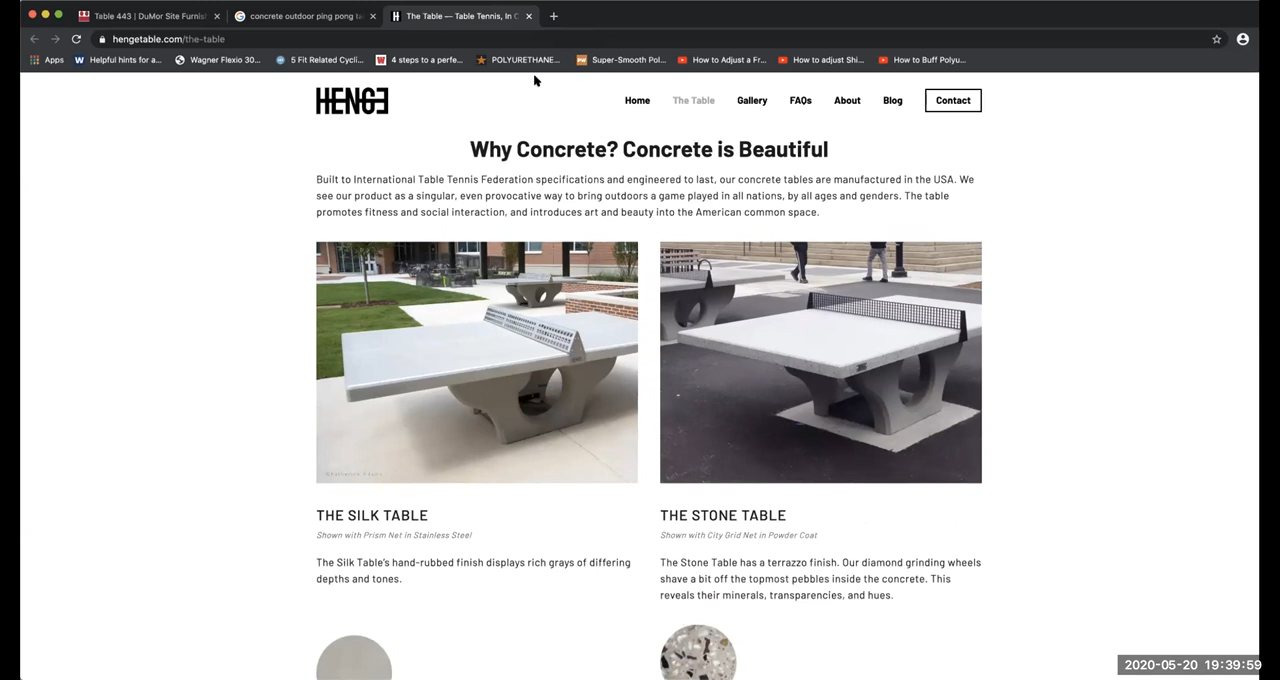 Table 443 | DuMor Site Furnish
concrete outdoor ping pong ta
The Table — Table Tennis, In C
hengetable.com/the-table
Apps
Helpful hints for a...
Wagner Flexio 30...
5 Fit Related Cycli...
4 steps to a perfe...
POLYURETHANE...
Super-Smooth Pol...
How to Adjust a Fr...
How to adjust Shi...
How to Buff Polyu...
HENGE
Home
The Table
Gallery
FAQs
About
Blog
Contact
Why Concrete? Concrete is Beautiful
Built to International Table Tennis Federation specifications and engineered to last, our concrete tables are manufactured in the USA. We
see our product as a singular, even provocative way to bring outdoors a game played in all nations, by all ages and genders. The table
promotes fitness and social interaction, and introduces art and beauty into the American common space.
THE SILK TABLE
Shown with Prism Net in Stainless Steel
The Silk Table's hand-rubbed finish displays rich grays of differing
depths and tones.
THE STONE TABLE
Shown with City Grid Net in Powder Coat
The Stone Table has a terrazzo finish. Our diamond grinding wheels
shave a bit off the topmost pebbles inside the concrete. This
reveals their minerals, transparencies, and hues.
2020-05-20 19:39:59